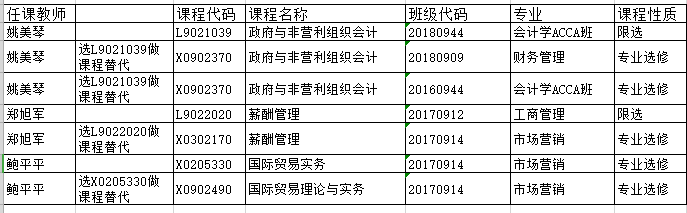 任课教师 课程代码 课程名称 班级代码 专业 课程性质
姚美琴 L9021039 政府与非营利组织会计 20180944 会计学ACCA班 限选
姚美琴 选L9021039做课程替代 X0902370 政府与非营利组织会计 20180909 财务管理 专业选修
姚美琴 选L9021039做课程替代 X0902370 政府与非营利组织会计 20160944 会计学ACCA班 专业选修
郑旭军 L9022020 薪酬管理 20170912 工商管理 限选
郑旭军 选L9022020做课程替代 X0302170 薪酬管理 20170914 市场营销 专业选修
鲍平平 X0205330 国际贸易实务 20170914 市场营销 专业选修
鲍平平 选X0205330做课程替代 X0902490 国际贸易理论与实务 20170914 市场营销 专业选修